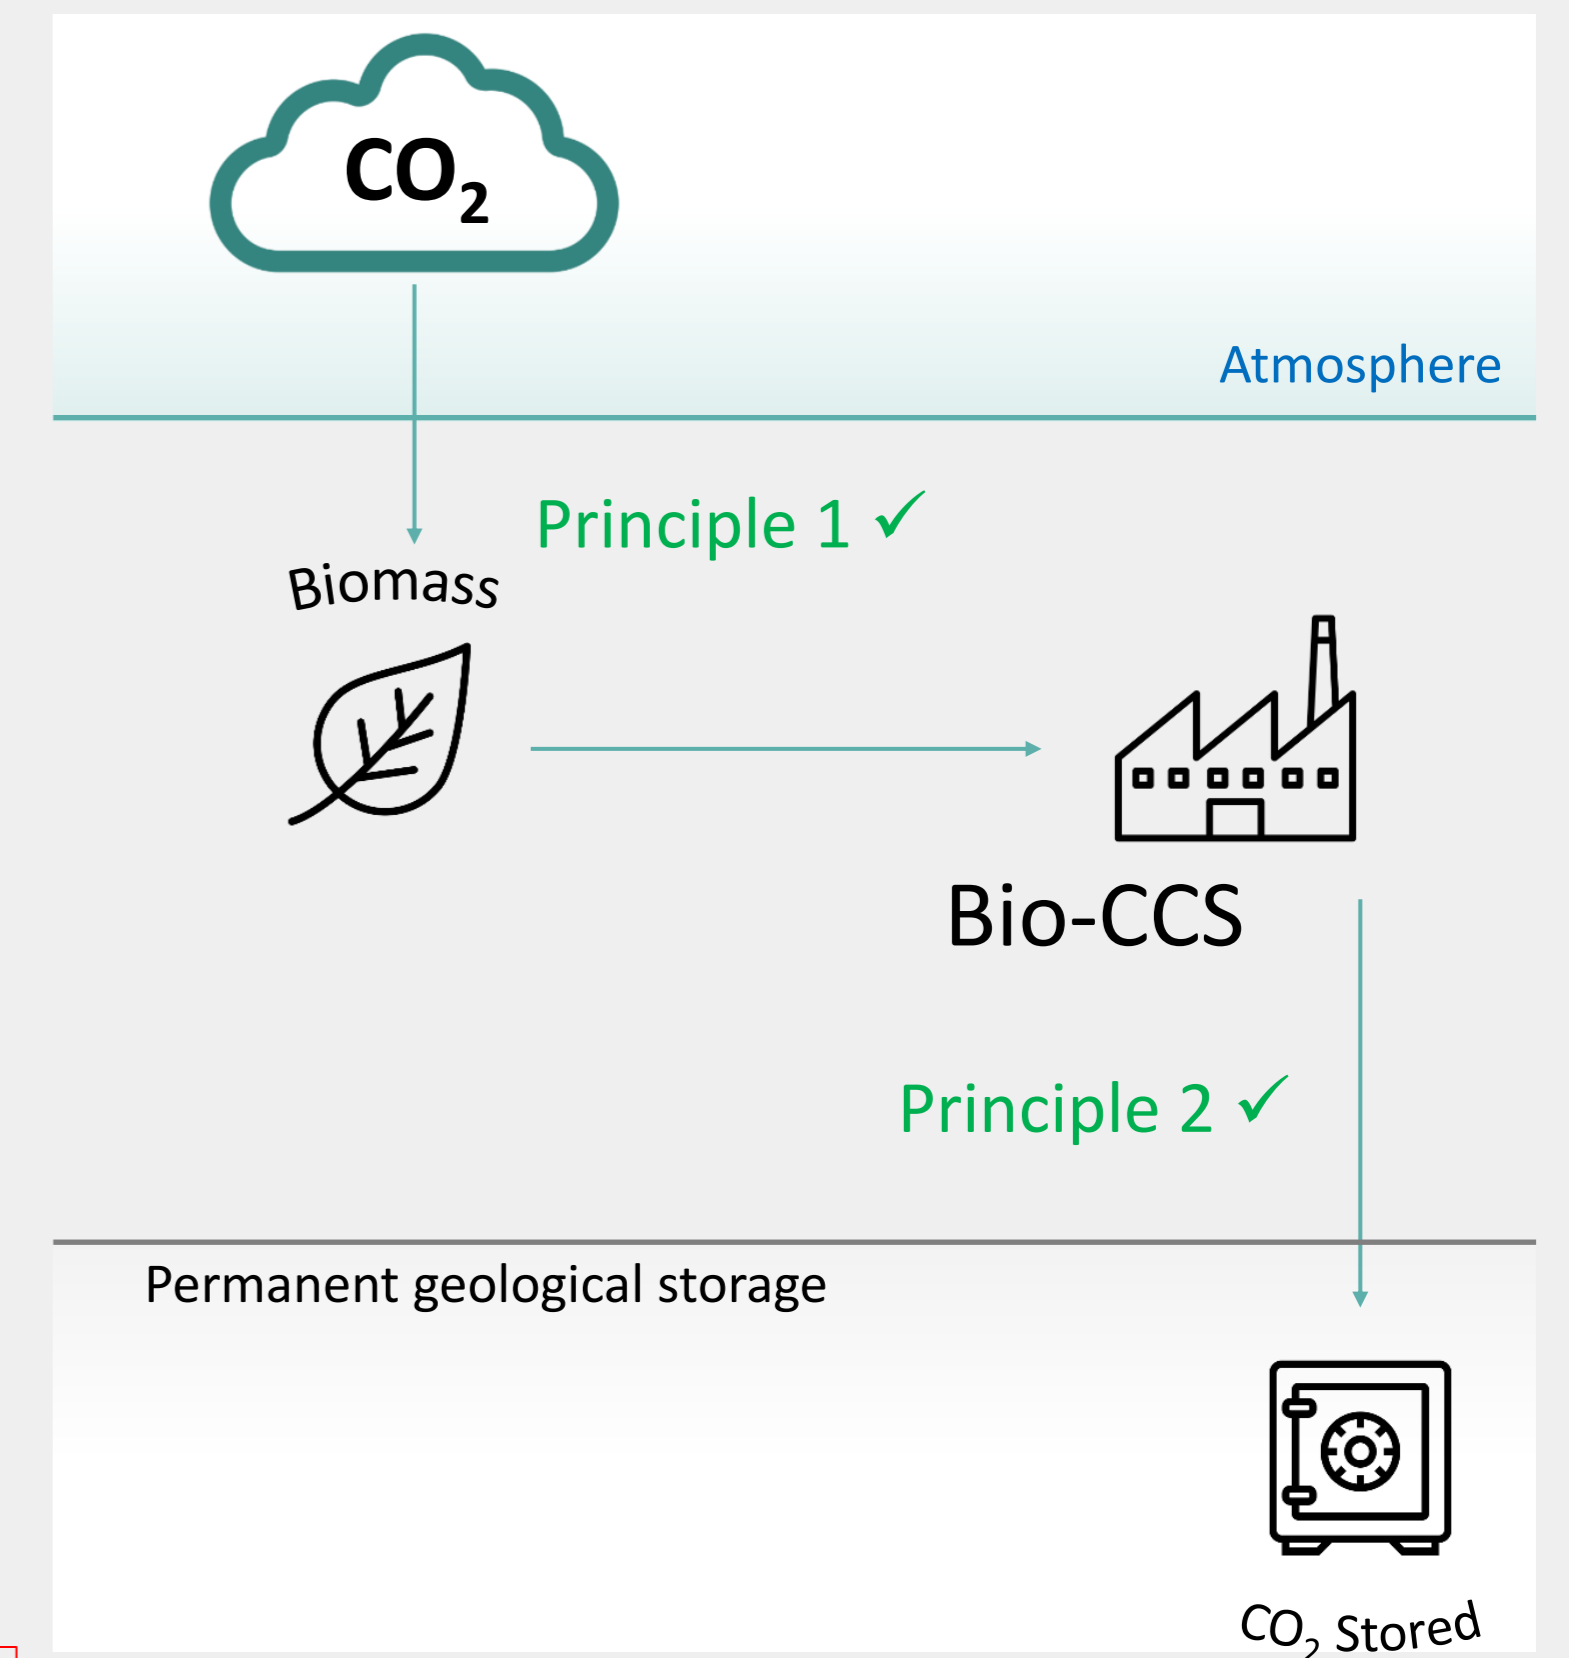 CO₂
Atmosphere
Principle 1 ✓
Biomass
Bio-CCS
Principle 2 ✓
Permanent geological storage
CO₂ Stored